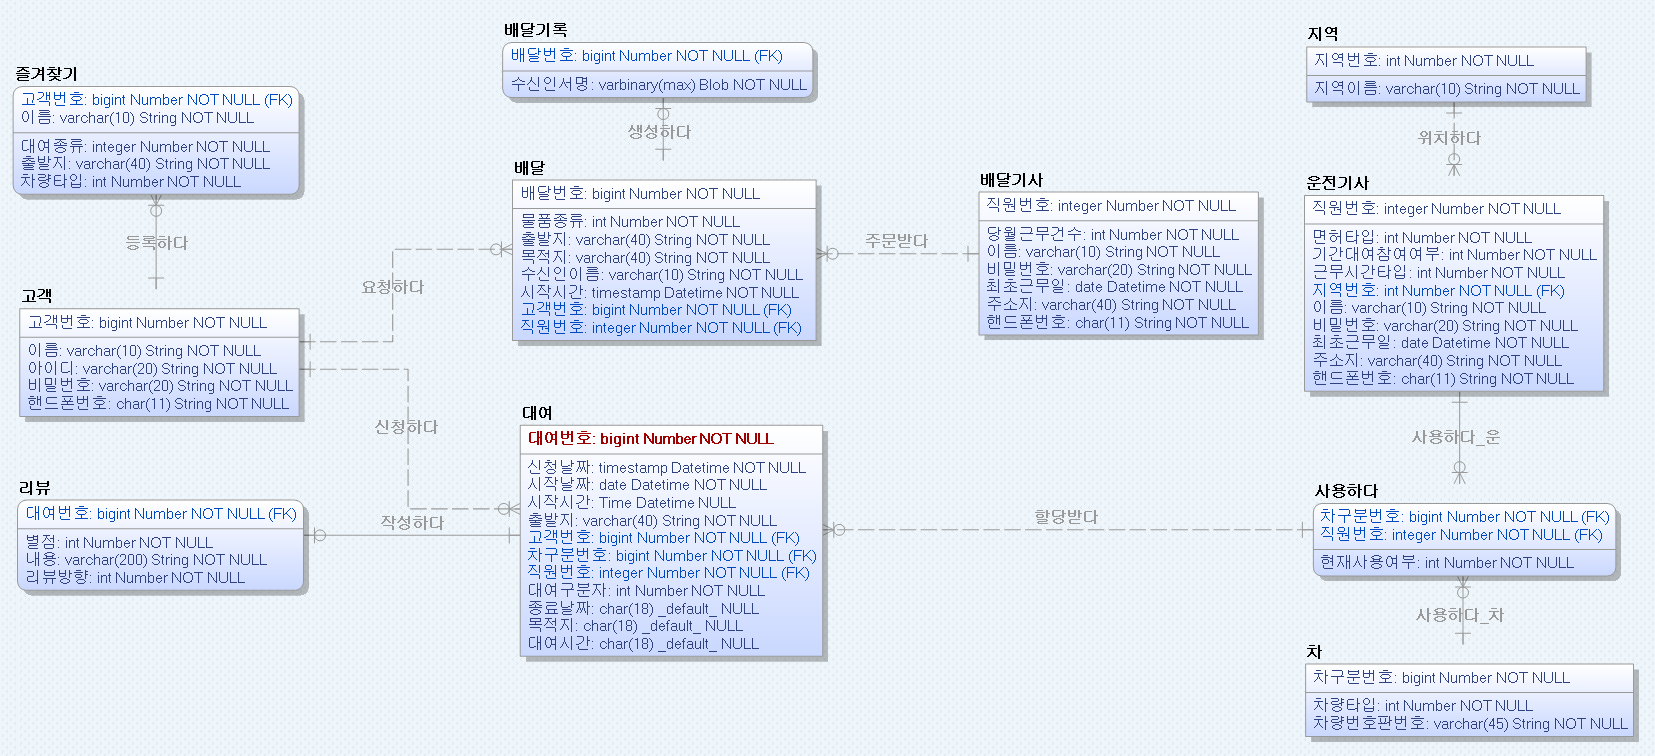 배달기록
배달번호: bigint Number NOT NULL (FK)
수신인서명: varbinary(max) Blob NOT NULL
생성하다
지역
지역번호: int Number NOT NULL
지역이름: varchar(10) String NOT NULL
위치하다
즐겨찾기
고객번호: bigint Number NOT NULL (FK)
이름: varchar(10) String NOT NULL
대여종류: integer Number NOT NULL
출발지: varchar(40) String NOT NULL
차량타입: int Number NOT NULL
등록하다
배달
배달번호: bigint Number NOT NULL
물품종류: int Number NOT NULL
출발지: varchar(40) String NOT NULL
목적지: varchar(40) String NOT NULL
수신인이름: varchar(10) String NOT NULL
시작시간: timestamp Datetime NOT NULL
고객번호: bigint Number NOT NULL (FK)
직원번호: integer Number NOT NULL (FK)
주문받다
배달기사
직원번호: integer Number NOT NULL
당월근무건수: int Number NOT NULL
이름: varchar(10) String NOT NULL
비밀번호: varchar(20) String NOT NULL
최초근무일: date Datetime NOT NULL
주소지: varchar(40) String NOT NULL
핸드폰번호: char(11) String NOT NULL
운전기사
직원번호: integer Number NOT NULL
면허타입: int Number NOT NULL
기간대여참여여부: int Number NOT NULL
근무시간타입: int Number NOT NULL
지역번호: int Number NOT NULL (FK)
이름: varchar(10) String NOT NULL
비밀번호: varchar(20) String NOT NULL
최초근무일: date Datetime NOT NULL
주소지: varchar(40) String NOT NULL
핸드폰번호: char(11) String NOT NULL
요청하다
고객
고객번호: bigint Number NOT NULL
이름: varchar(10) String NOT NULL
아이디: varchar(20) String NOT NULL
비밀번호: varchar(20) String NOT NULL
핸드폰번호: char(11) String NOT NULL
신청하다
대여
대여번호: bigint Number NOT NULL
신청날짜: timestamp Datetime NOT NULL
시작날짜: date Datetime NOT NULL
시작시간: Time Datetime NULL
출발지: varchar(40) String NOT NULL
고객번호: bigint Number NOT NULL (FK)
차구분번호: bigint Number NOT NULL (FK)
직원번호: integer Number NOT NULL (FK)
대여구분자: int Number NOT NULL
종료날짜: char(18) _default_ NULL
목적지: char(18) _default_ NULL
대여시간: char(18) _default_ NULL
사용하다_운
리뷰
대여번호: bigint Number NOT NULL (FK)
별점: int Number NOT NULL
내용: varchar(200) String NOT NULL
리뷰방향: int Number NOT NULL
작성하다
할당받다
사용하다
차구분번호: bigint Number NOT NULL (FK)
직원번호: integer Number NOT NULL (FK)
현재사용여부: int Number NOT NULL
사용하다_차
차
차구분번호: bigint Number NOT NULL
차량타입: int Number NOT NULL
차량번호판번호: varchar(45) String NOT NULL